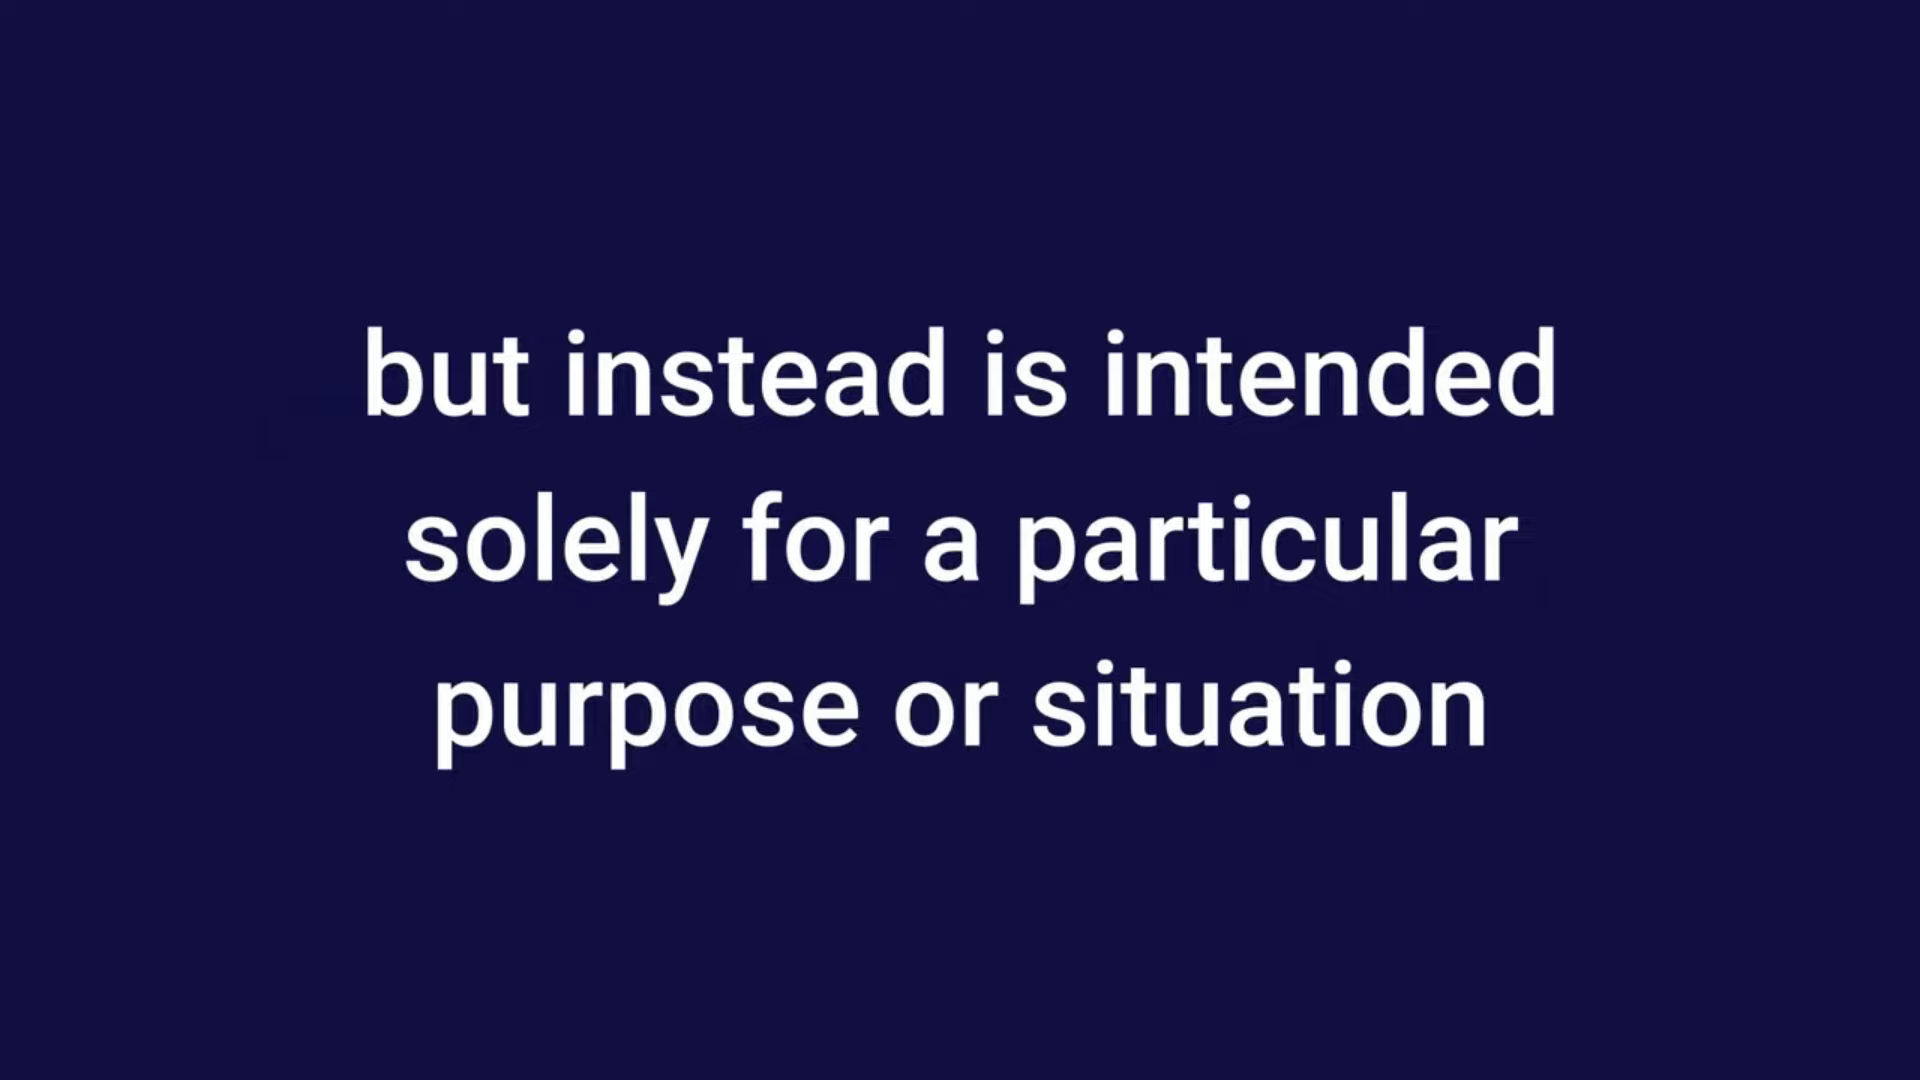 but instead is intended
solely for a particular
purpose or situation